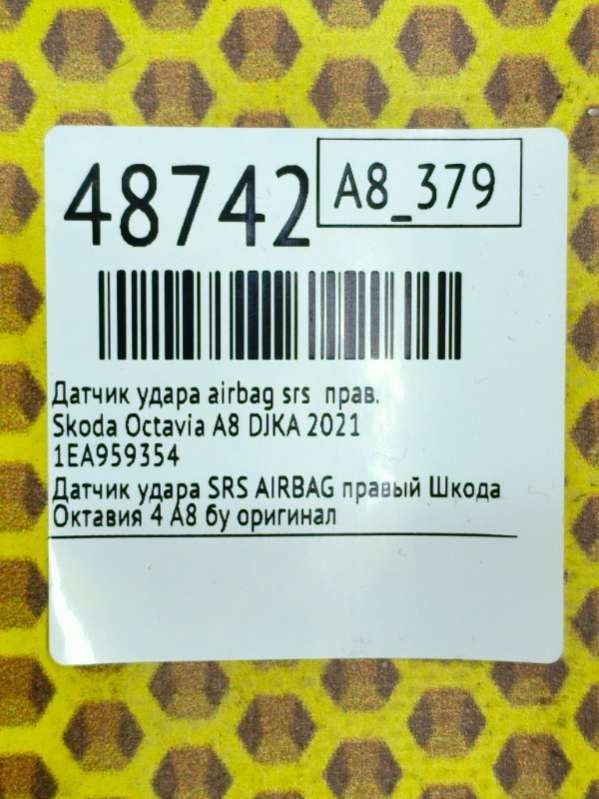 48742
A8_379
Датчик удара airbag srs прав.
Skoda Octavia A8 DJKA 2021
1EA959354
Датчик удара SRS AIRBAG правый Шкода
Октавия 4 А8 бу оригинал